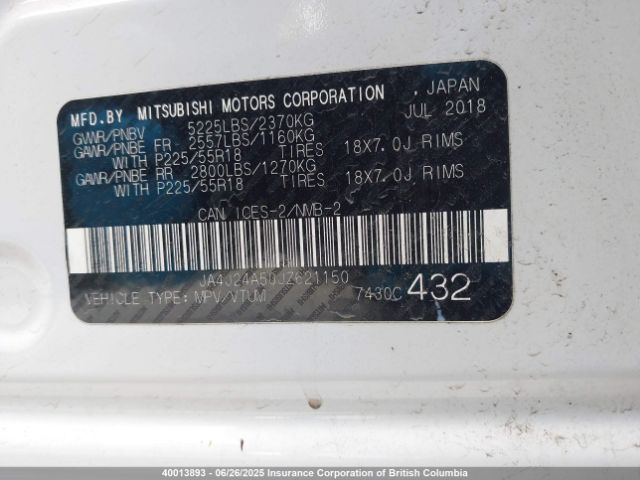 MFD.BY MITSUBISHI MOTORS CORPORATION , JAPAN
GVWR/PNBV 5225LBS/2370KG JUL 2018
GAWR/PNBE FR 2557LBS/1160KG
WITH P225/55R18 TIRES 18X7.0J RIMS
GAWR/PNBE RR 2800LBS/1270KG
WITH P225/55R18 TIRES 18X7.0J RIMS
CAN ICES-2/NMB-2
JA4J24A50JZ621150
VEHICLE TYPE: MPV/VTUM 7430C 432
40013893 - 06/26/2025 Insurance Corporation of British Columbia